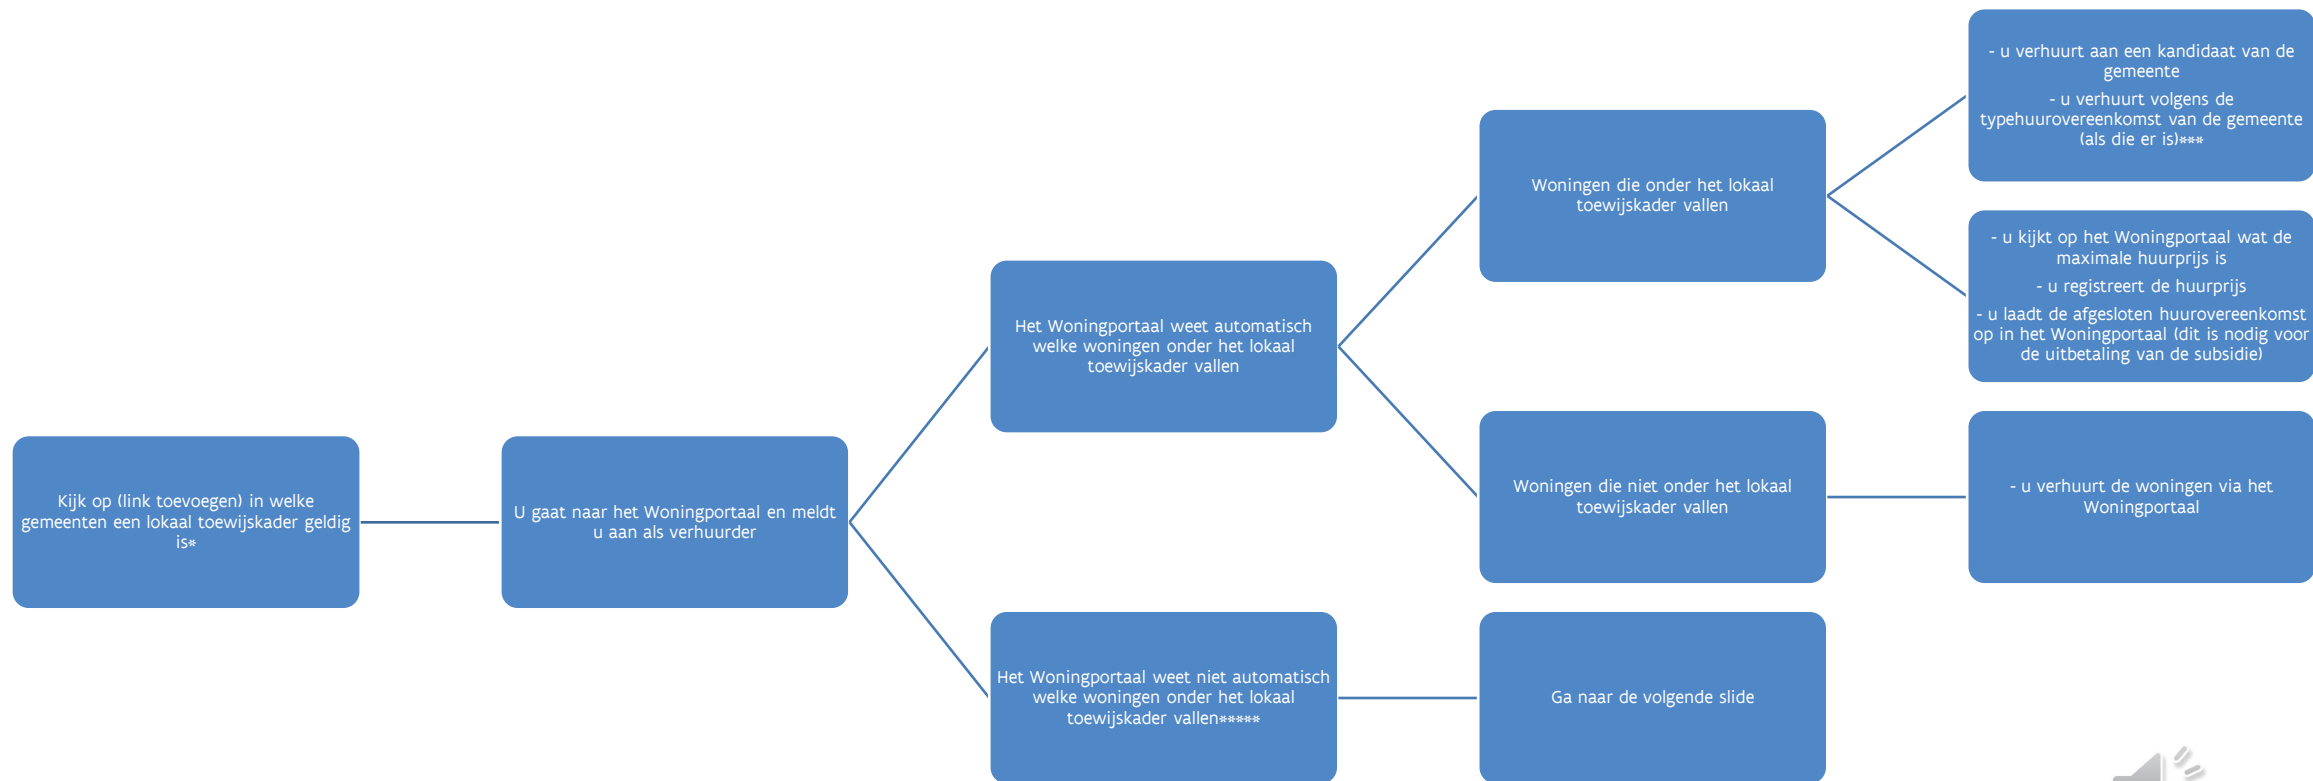 Kijk op (link toevoegen) in welke
gemeenten een lokaal toewijskader geldig
is*
U gaat naar het Woningportaal en meldt
u aan als verhuurder
Het Woningportaal weet automatisch
welke woningen onder het lokaal
toewijskader vallen
Woningen die onder het lokaal
toewijskader vallen
- u verhuurt aan een kandidaat van de
gemeente
- u verhuurt volgens de
typehuurovereenkomst van de gemeente
(als die er is)***
- u kijkt op het Woningportaal wat de
maximale huurprijs is
- u registreert de huurprijs
- u laadt de afgesloten huurovereenkomst
op in het Woningportaal (dit is nodig voor
de uitbetaling van de subsidie)
Woningen die niet onder het lokaal
toewijskader vallen
- u verhuurt de woningen via het
Woningportaal
Het Woningportaal weet niet automatisch
welke woningen onder het lokaal
toewijskader vallen*****
Ga naar de volgende slide